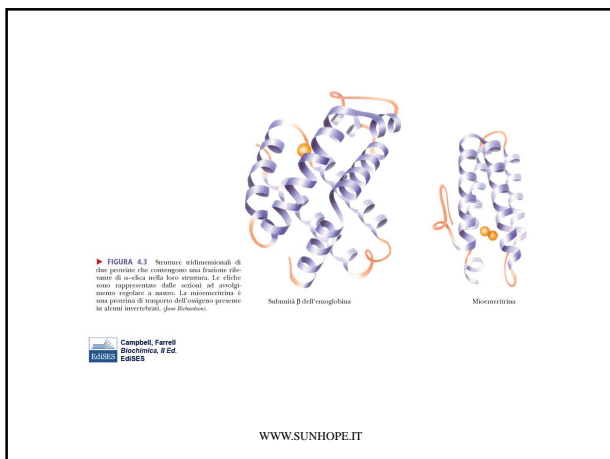 ▶ FIGURA 4.3 Strutture tridimensionali di
due proteine che contengono una frazione rile-
vante di α–elica nella loro struttura. Le eliche
sono rappresentate dalle sezioni ad avvolgi-
mento regolare a nastro. La mioemeritrina è
una proteina di trasporto dell'ossigeno presente
in alcuni invertebrati. (Jane Richardson).
Subunità β dell'emoglobina
Mioemeritrina
EdiSES
Campbell, Farrell
Biochimica, II Ed.
EdiSES
WWW.SUNHOPE.IT